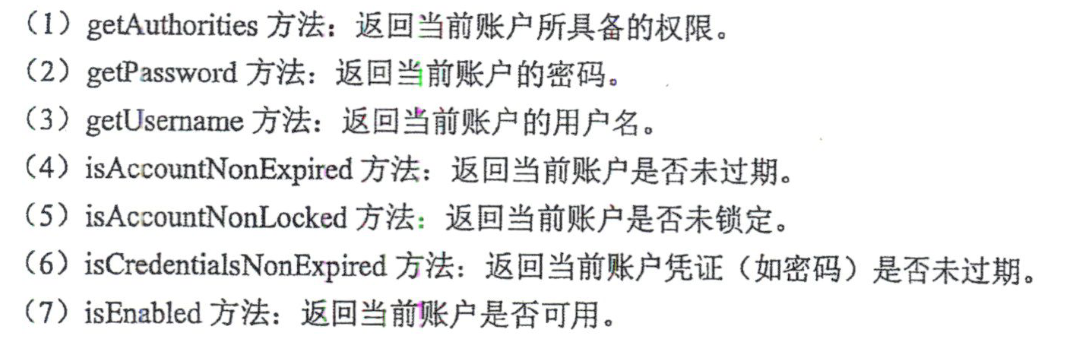 （1）getAuthorities 方法：返回当前账户所具备的权限。
（2）getPassword 方法：返回当前账户的密码。
（3）getUsername 方法：返回当前账户的用户名。
（4）isAccountNonExpired 方法：返回当前账户是否未过期。
（5）isAccountNonLocked 方法：返回当前账户是否未锁定。
（6）isCredentialsNonExpired 方法：返回当前账户凭证（如密码）是否未过期。
（7）isEnabled 方法：返回当前账户是否可用。